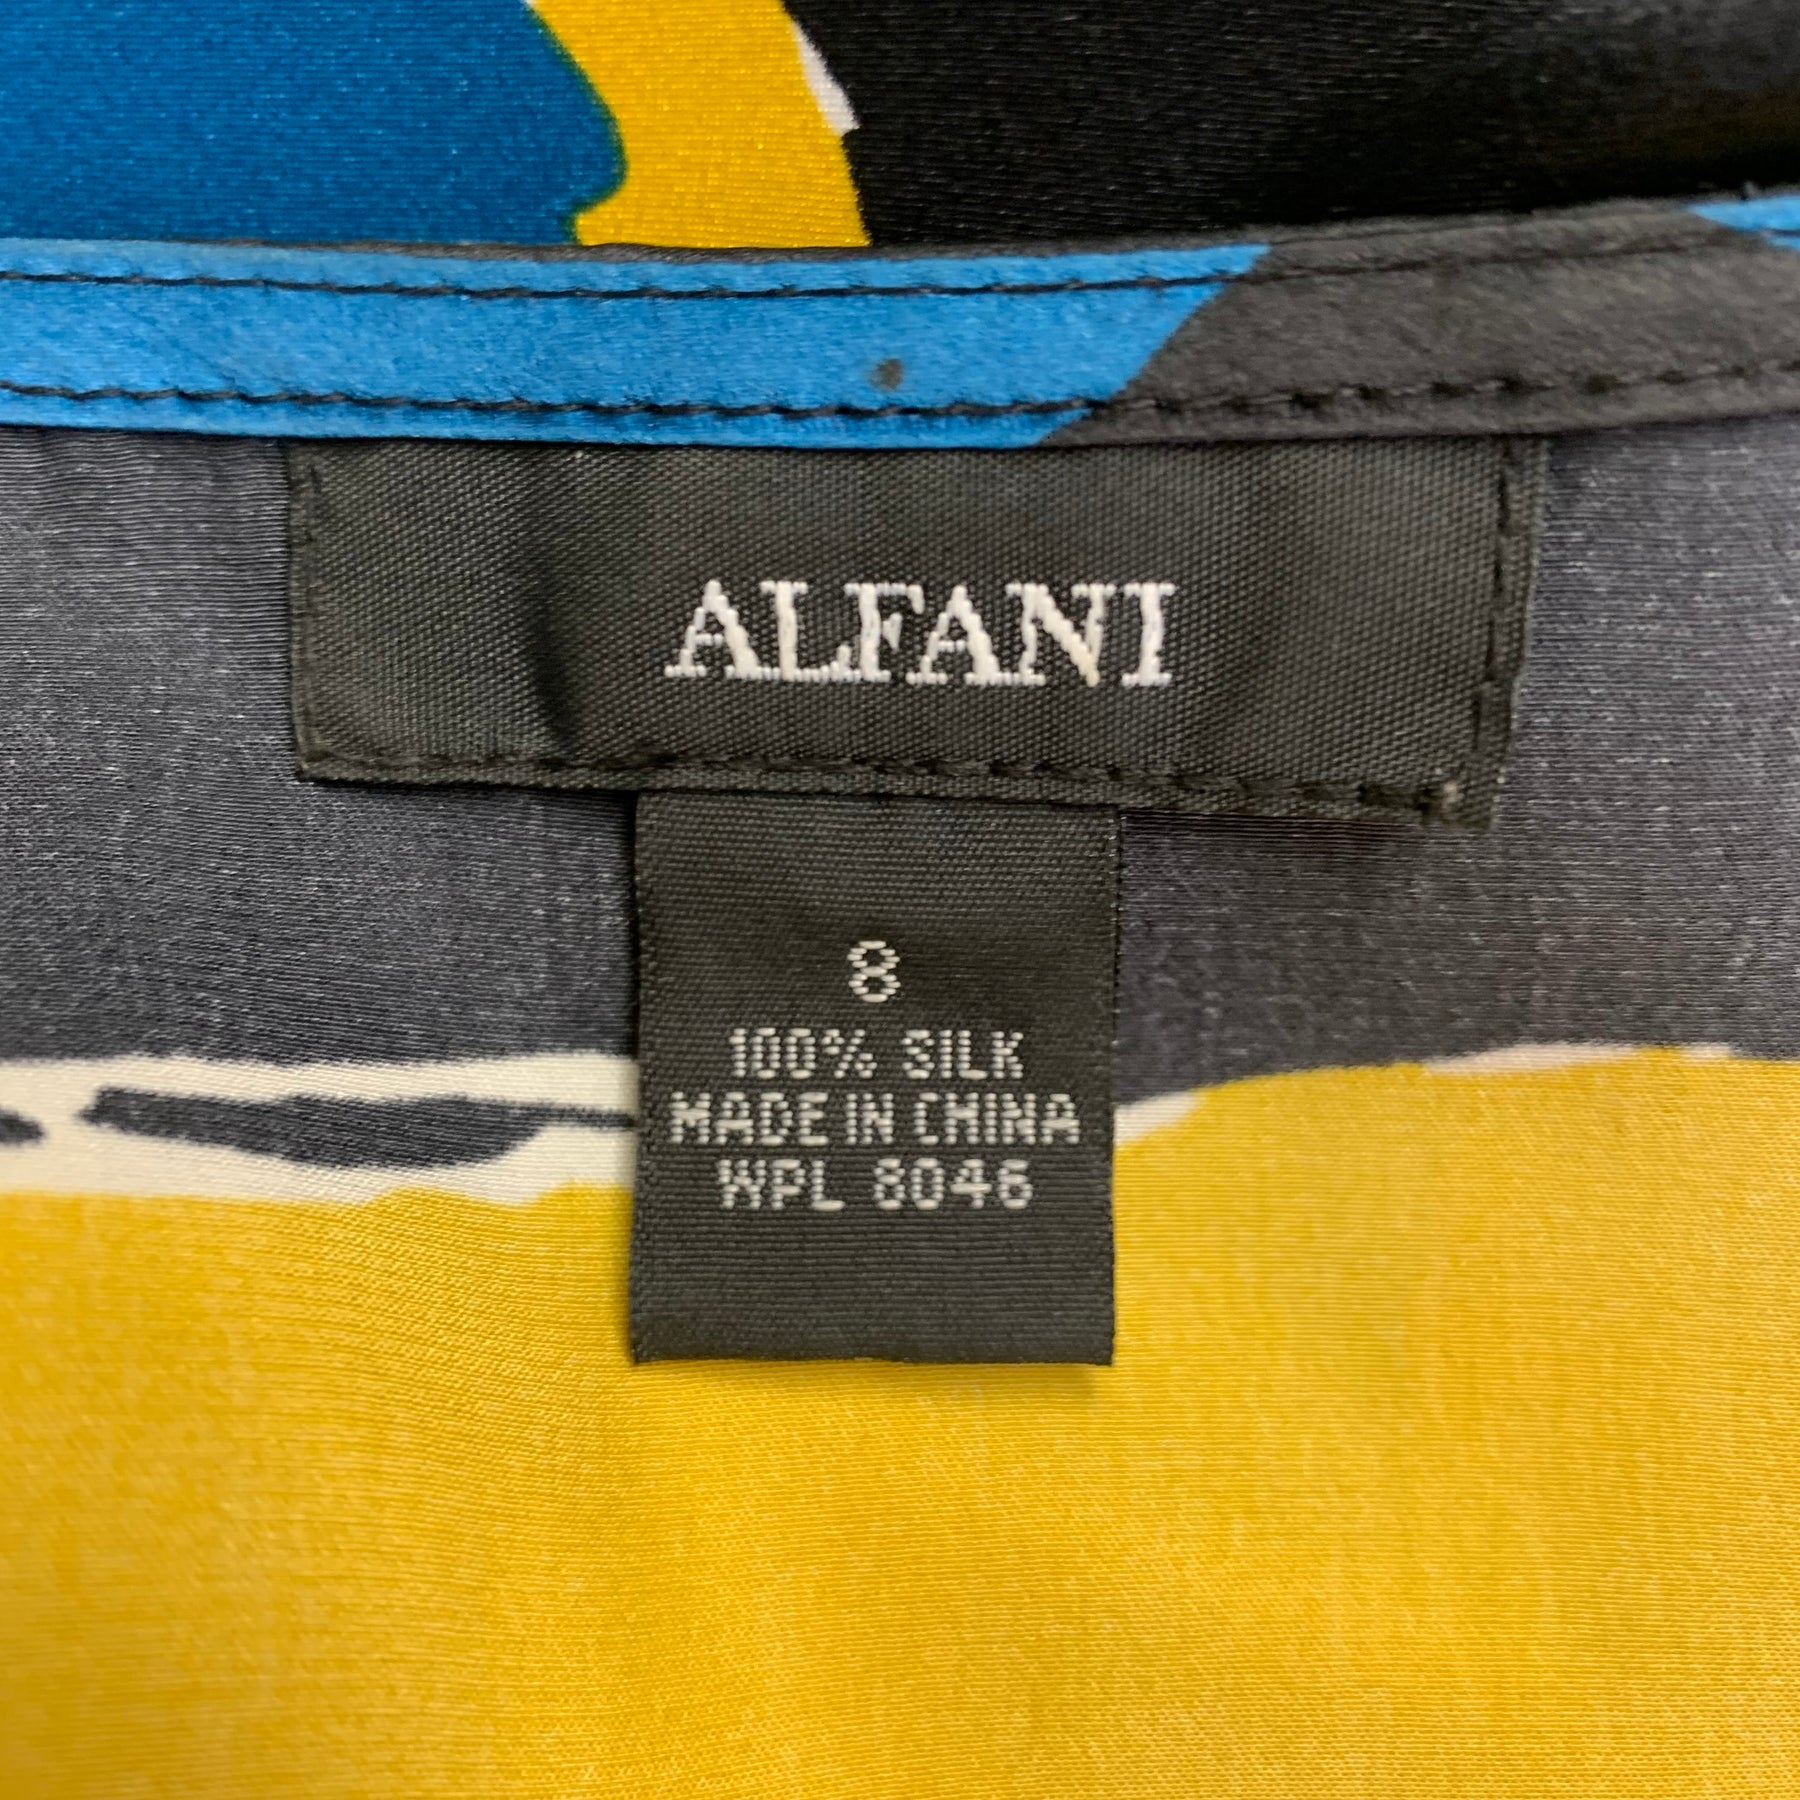 ALFANI
8
100% SILK
MADE IN CHINA
WPL 8046